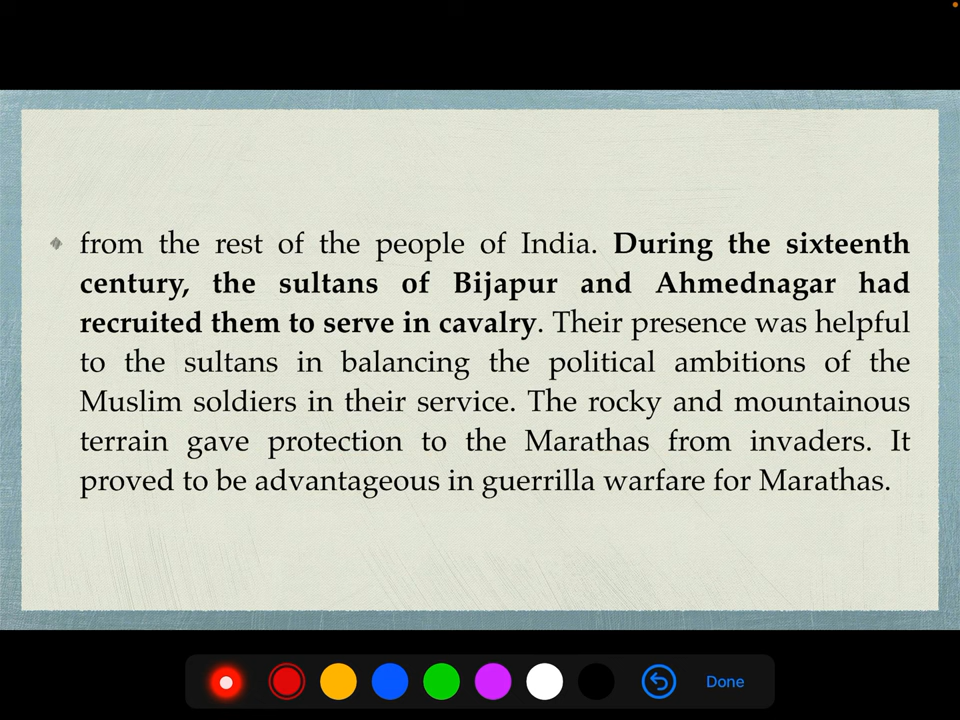 from the rest of the people of India. During the sixteenth
century, the sultans of Bijapur and Ahmednagar had
recruited them to serve in cavalry. Their presence was helpful
to the sultans in balancing the political ambitions of the
Muslim soldiers in their service. The rocky and mountainous
terrain gave protection to the Marathas from invaders. It
proved to be advantageous in guerrilla warfare for Marathas.
Done